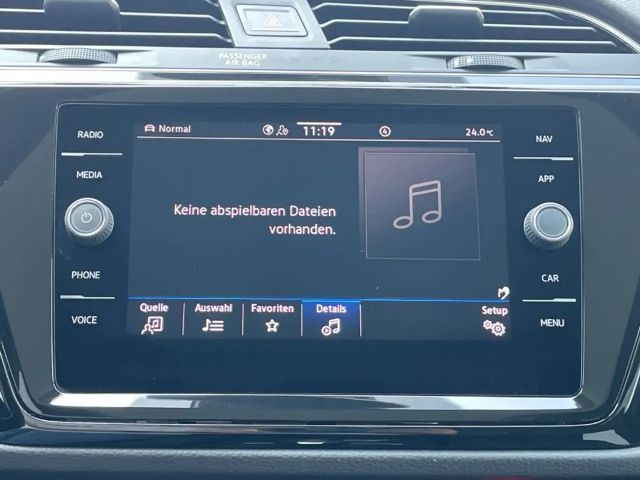 PASSENGER
AIR BAG
RADIO
MEDIA
PHONE
VOICE
Normal
11:19
4
24.0°C
Keine abspielbaren Dateien
vorhanden.
Quelle
Auswahl
Favoriten
Details
Setup
NAV
APP
CAR
MENU